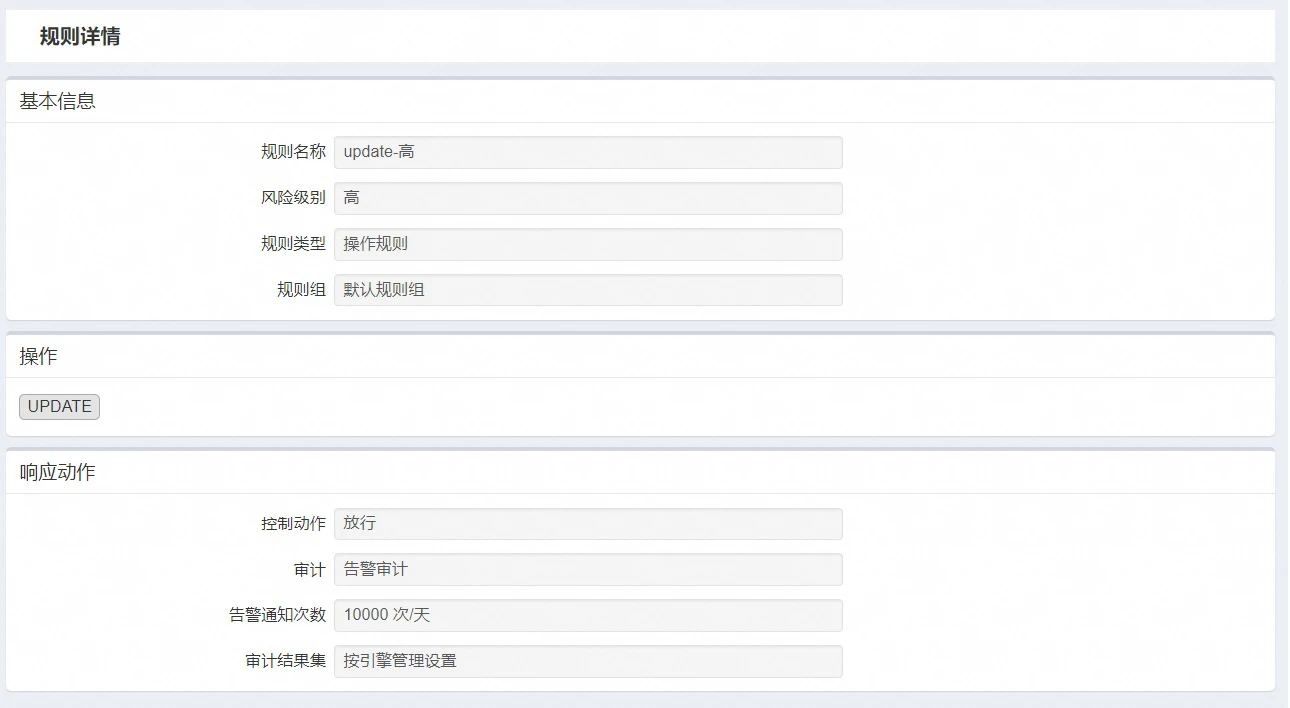 规则详情
基本信息
规则名称 update-高
风险级别 高
规则类型 操作规则
规则组 默认规则组
操作
UPDATE
响应动作
控制动作 放行
审计 告警审计
告警通知次数 10000 次/天
审计结果集 按引擎管理设置